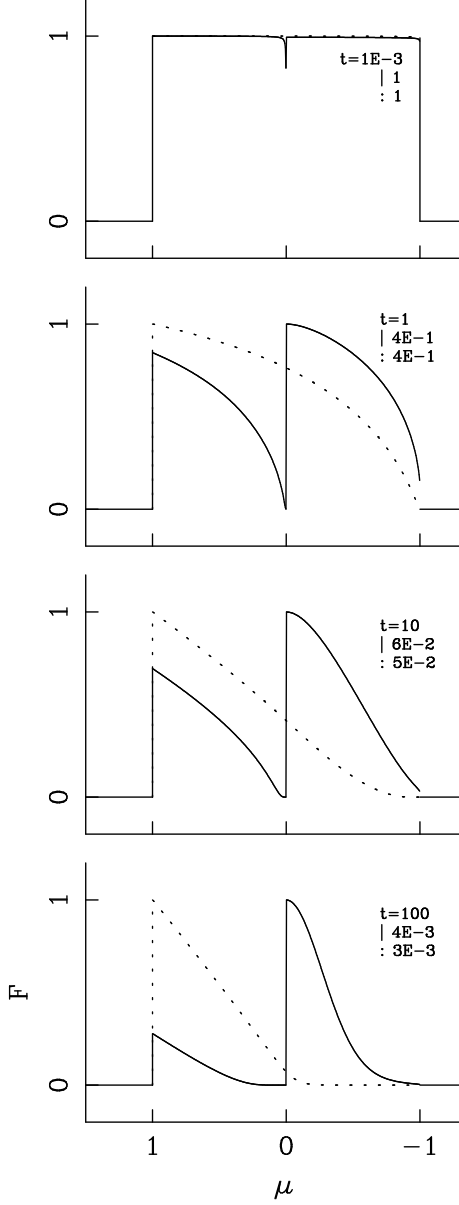 1
t=1E−3
| 1
: 1
0
1
t=1
| 4E−1
: 4E−1
0
1
t=10
| 6E−2
: 5E−2
0
1
t=100
| 4E−3
: 3E−3
F
0
1 0 −1
μ